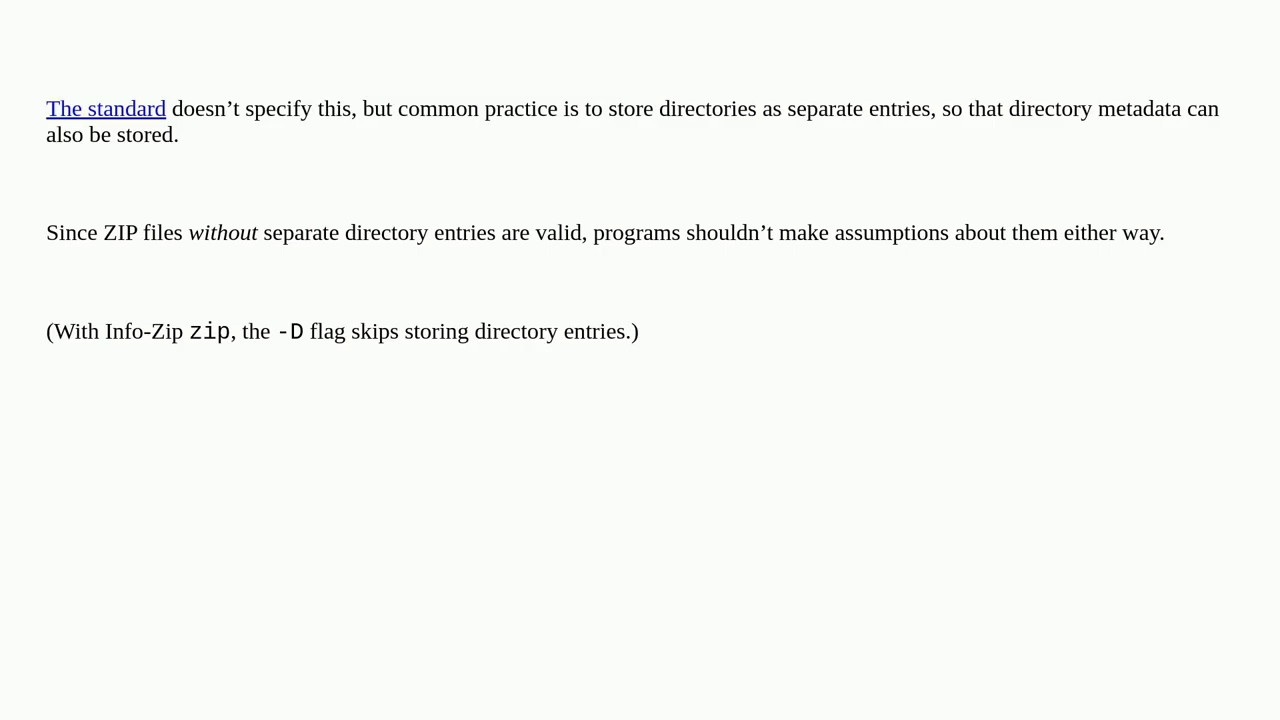 The standard doesn’t specify this, but common practice is to store directories as separate entries, so that directory metadata can
also be stored.
Since ZIP files without separate directory entries are valid, programs shouldn’t make assumptions about them either way.
(With Info-Zip zip, the -D flag skips storing directory entries.)